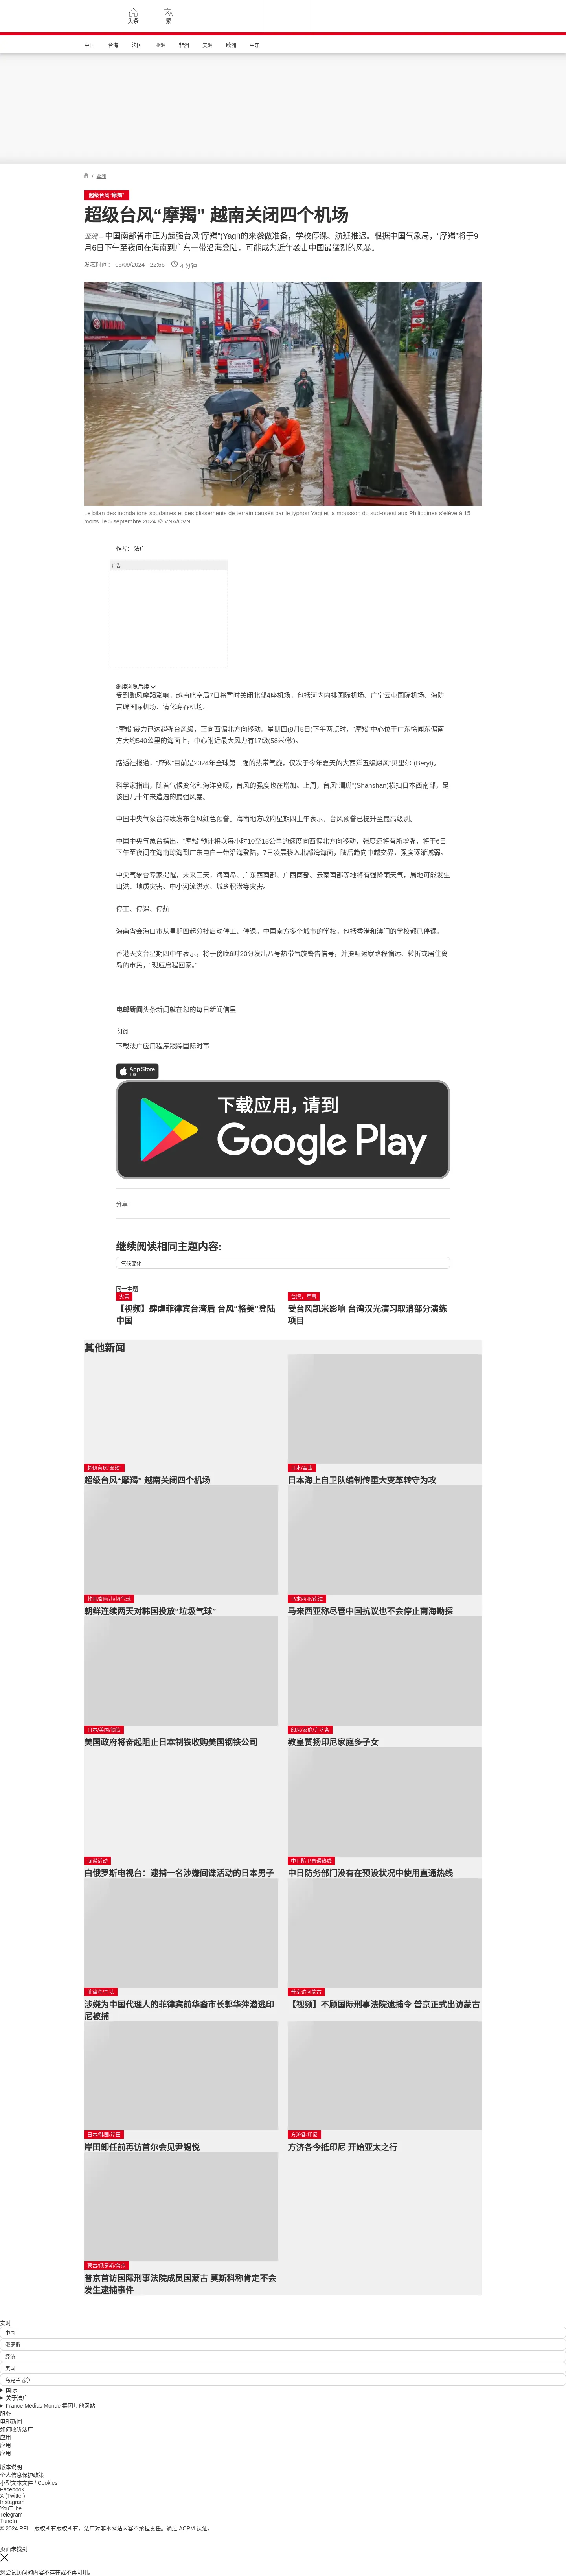 头条
繁
中国
台海
法国
亚洲
非洲
美洲
欧洲
中东
/ 亚洲
超级台风“摩羯”
超级台风“摩羯” 越南关闭四个机场
亚洲 – 中国南部省市正为超强台风“摩羯”(Yagi)的来袭做准备，学校停课、航班推迟。根据中国气象局，“摩羯”将于9
月6日下午至夜间在海南到广东一带沿海登陆，可能成为近年袭击中国最猛烈的风暴。
发表时间： 05/09/2024 - 22:56
4 分钟
YAMAHA
Le bilan des inondations soudaines et des glissements de terrain causés par le typhon Yagi et la mousson du sud-ouest aux Philippines s'élève à 15
morts. le 5 septembre 2024 © VNA/CVN
作者： 法广
广告
继续浏览后续
受到飚风摩羯影响，越南航空局7日将暂时关闭北部4座机场，包括河内内排国际机场、广宁云屯国际机场、海防
吉碑国际机场、清化寿春机场。
“摩羯”威力已达超强台风级，正向西偏北方向移动。星期四(9月5日)下午两点时，“摩羯”中心位于广东徐闻东偏南
方大约540公里的海面上，中心附近最大风力有17级(58米/秒)。
路透社报道，“摩羯”目前是2024年全球第二强的热带气旋，仅次于今年夏天的大西洋五级飓风“贝里尔”(Beryl)。
科学家指出，随着气候变化和海洋变暖，台风的强度也在增加。上周，台风“珊珊”(Shanshan)横扫日本西南部，是
该国几十年来遭遇的最强风暴。
中国中央气象台持续发布台风红色预警。海南地方政府星期四上午表示，台风预警已提升至最高级别。
中国中央气象台指出，“摩羯”预计将以每小时10至15公里的速度向西偏北方向移动，强度还将有所增强，将于6日
下午至夜间在海南琼海到广东电白一带沿海登陆，7日凌晨移入北部湾海面，随后趋向中越交界，强度逐渐减弱。
中央气象台专家提醒，未来三天，海南岛、广东西南部、广西南部、云南南部等地将有强降雨天气，局地可能发生
山洪、地质灾害、中小河流洪水、城乡积涝等灾害。
停工、停课、停航
海南省会海口市从星期四起分批启动停工、停课。中国南方多个城市的学校，包括香港和澳门的学校都已停课。
香港天文台星期四中午表示，将于傍晚6时20分发出八号热带气旋警告信号，并提醒返家路程偏远、转折或居住离
岛的市民，“现应启程回家。”
电邮新闻头条新闻就在您的每日新闻信里
订阅
下载法广应用程序跟踪国际时事
App Store
下载
下载应用，请到
Google Play
分享 :
继续阅读相同主题内容:
气候变化
同一主题
灾害
【视频】肆虐菲律宾台湾后 台风“格美”登陆
中国
台湾、军事
受台风凯米影响 台湾汉光演习取消部分演练
项目
其他新闻
超级台风“摩羯”
超级台风“摩羯” 越南关闭四个机场
日本/军事
日本海上自卫队编制传重大变革转守为攻
韩国/朝鲜/垃圾气球
朝鲜连续两天对韩国投放“垃圾气球”
马来西亚/南海
马来西亚称尽管中国抗议也不会停止南海勘探
日本/美国/钢铁
美国政府将奋起阻止日本制铁收购美国钢铁公司
印尼/家庭/方济各
教皇赞扬印尼家庭多子女
间谍活动
白俄罗斯电视台：逮捕一名涉嫌间谍活动的日本男子
中日防卫直通热线
中日防务部门没有在预设状况中使用直通热线
菲律宾/司法
涉嫌为中国代理人的菲律宾前华裔市长郭华萍潜逃印
尼被捕
普京访问蒙古
【视频】不顾国际刑事法院逮捕令 普京正式出访蒙古
日本/韩国/岸田
岸田卸任前再访首尔会见尹锡悦
方济各/印尼
方济各今抵印尼 开始亚太之行
蒙古/俄罗斯/普京
普京首访国际刑事法院成员国蒙古 莫斯科称肯定不会
发生逮捕事件
实时
中国
俄罗斯
经济
美国
乌克兰战争
国际
关于法广
France Médias Monde 集团其他网站
服务
电邮新闻
如何收听法广
应用
应用
应用
版本说明
个人信息保护政策
小型文本文件 / Cookies
Facebook
X (Twitter)
Instagram
YouTube
Telegram
TuneIn
© 2024 RFI – 版权所有版权所有。法广对非本网站内容不承担责任。通过 ACPM 认证。
页面未找到
您尝试访问的内容不存在或不再可用。